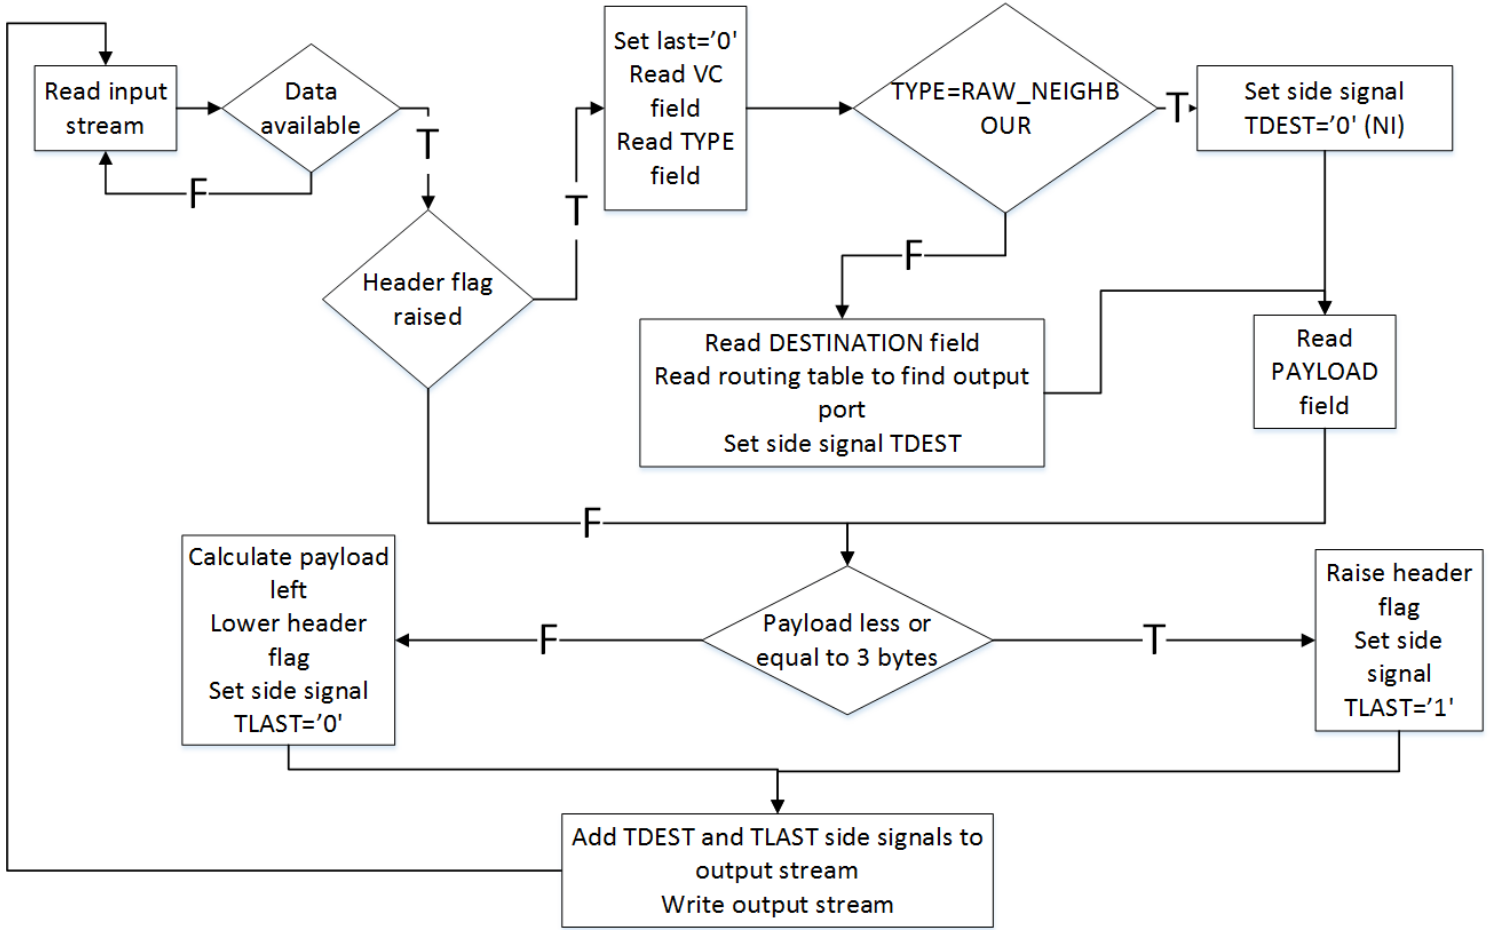 Read input
stream
Data
available
T
F
Header flag
raised
T
F
Set last=’0'
Read VC
field
Read TYPE
field
TYPE=RAW_NEIGHB
OUR
T
F
Set side signal
TDEST=’0' (NI)
Read DESTINATION field
Read routing table to find output
port
Set side signal TDEST
Read
PAYLOAD
field
Payload less or
equal to 3 bytes
F
T
Calculate payload
left
Lower header
flag
Set side signal
TLAST=’0'
Raise header
flag
Set side
signal
TLAST=’1'
Add TDEST and TLAST side signals to
output stream
Write output stream